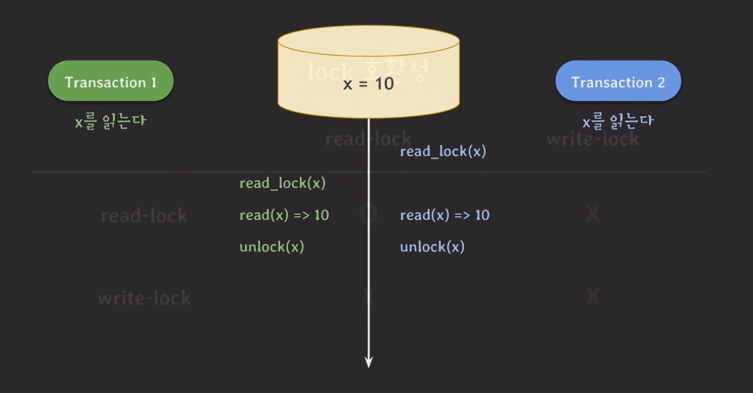 lock 호환성
x = 10
Transaction 1
Transaction 2
x를 읽는다
x를 읽는다
read-lock
write-lock
read_lock(x)
read_lock(x)
read-lock
read(x) => 10
O
read(x) => 10
X
unlock(x)
unlock(x)
write-lock
X
X